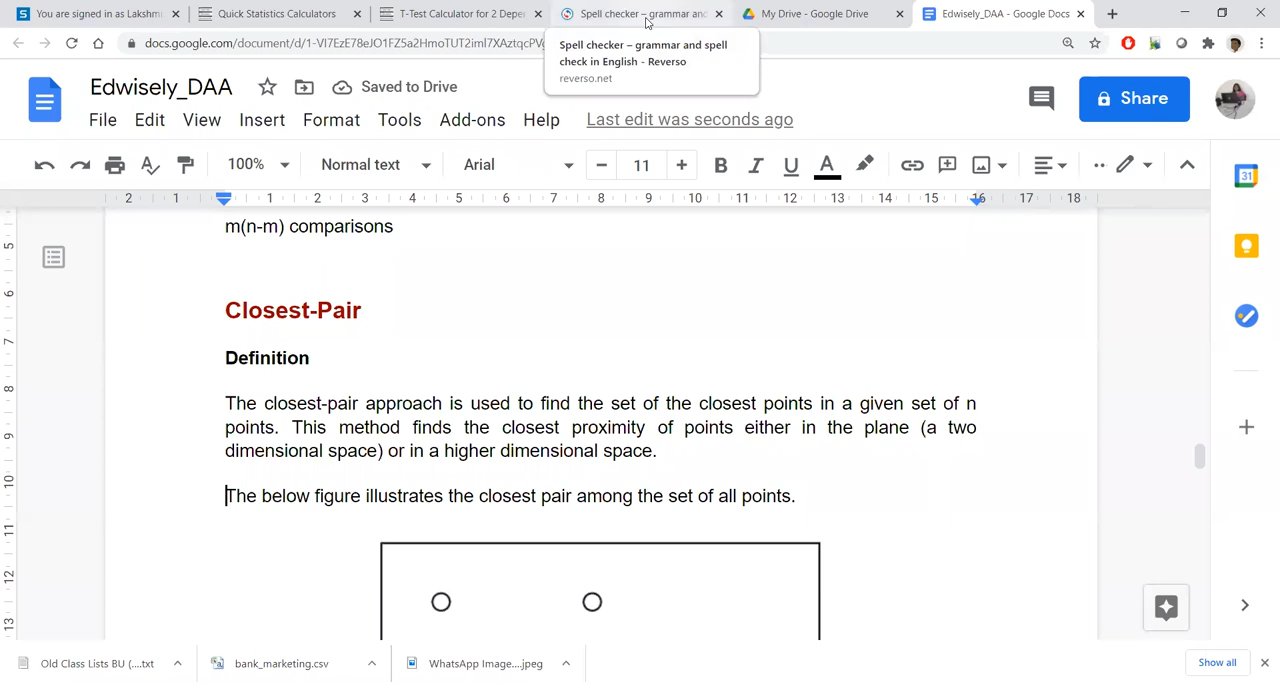 You are signed in as Lakshm
Quick Statistics Calculators
T-Test Calculator for 2 Depen
Spell checker – grammar and
My Drive - Google Drive
Edwisely_DAA - Google Docs
docs.google.com/document/d/1-VI7EzE78eJO1FZ5a2HmoTUT2iml7XAztqcPV
Spell checker – grammar and spell
check in English - Reverso
reverso.net
Edwisely_DAA
Saved to Drive
Share
File Edit View Insert Format Tools Add-ons Help Last edit was seconds ago
100% Normal text Arial 11 B I U A
2 1 1 2 3 4 5 6 7 8 9 10 11 12 13 14 15 16 17 18
31
5
6
7
8
9
10
11
12
13
m(n-m) comparisons
Closest-Pair
Definition
The closest-pair approach is used to find the set of the closest points in a given set of n
points. This method finds the closest proximity of points either in the plane (a two
dimensional space) or in a higher dimensional space.
The below figure illustrates the closest pair among the set of all points.
Old Class Lists BU (....txt
bank_marketing.csv
WhatsApp Image....jpeg
Show all